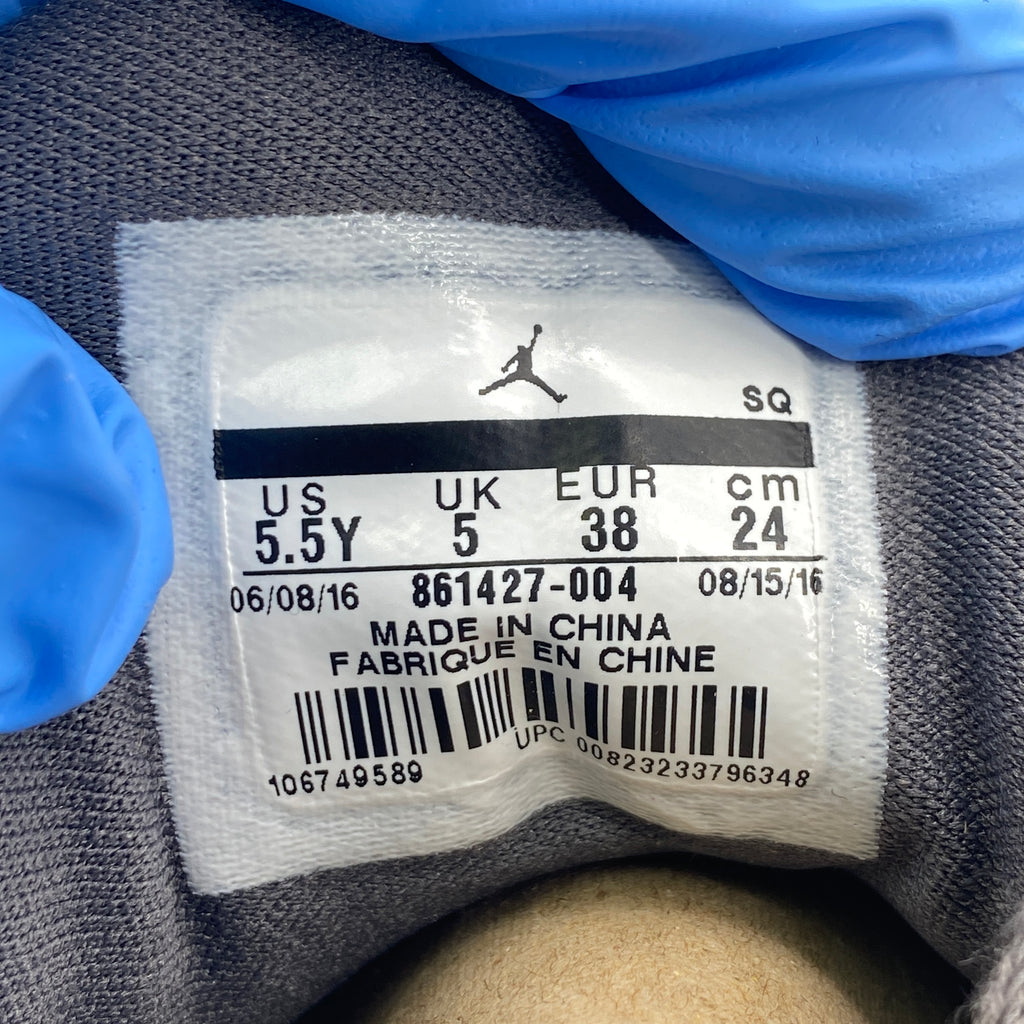 SQ
US UK EUR cm
5.5Y 5 38 24
06/08/16 861427-004 08/15/16
MADE IN CHINA
FABRIQUE EN CHINE
106749589 UPC 00823233796348